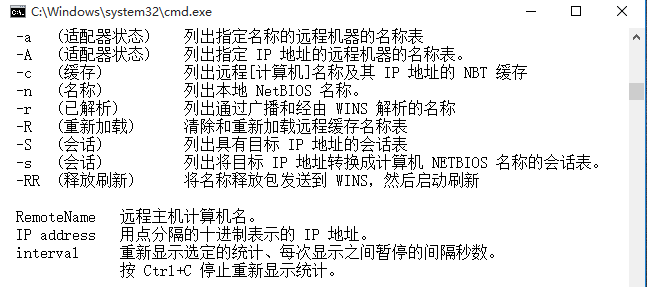 C:\Windows\system32\cmd.exe
-a （适配器状态） 列出指定名称的远程机器的名称表
-A （适配器状态） 列出指定 IP 地址的远程机器的名称表。
-c （缓存） 列出远程[计算机]名称及其 IP 地址的 NBT 缓存
-n （名称） 列出本地 NetBIOS 名称。
-r （已解析） 列出通过广播和经由 WINS 解析的名称
-R （重新加载） 清除和重新加载远程缓存名称表
-S （会话） 列出具有目标 IP 地址的会话表
-s （会话） 列出将目标 IP 地址转换成计算机 NETBIOS 名称的会话表。
-RR （释放刷新） 将名称释放包发送到 WINS，然后启动刷新
RemoteName 远程主机计算机名。
IP address 用点分隔的十进制表示的 IP 地址。
interval 重新显示选定的统计、每次显示之间暂停的间隔秒数。
按 Ctrl+C 停止重新显示统计。